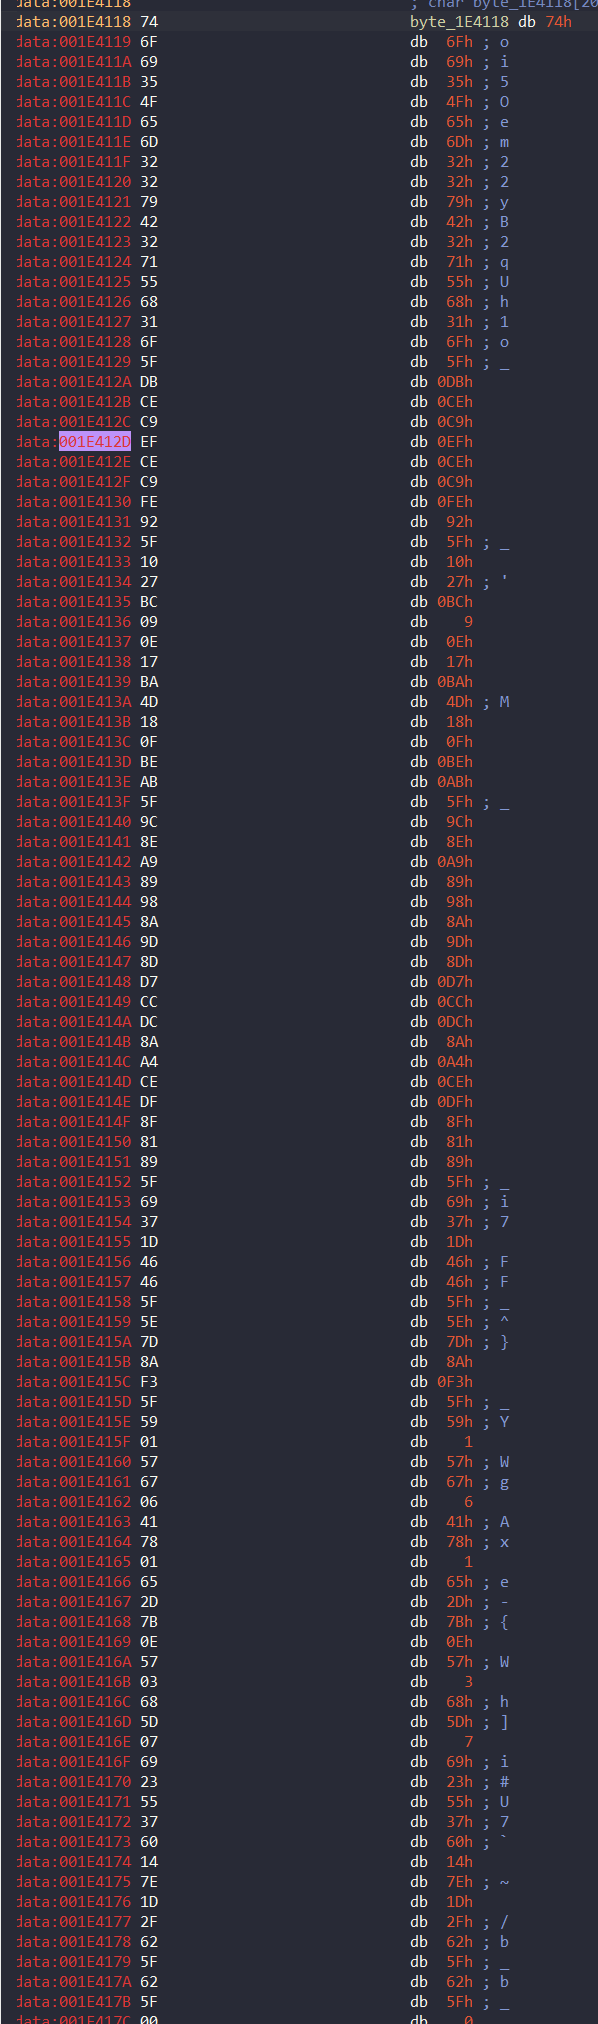 data:001E4118 ; char byte_1E4118[20
data:001E4118 74 byte_1E4118 db 74h
data:001E4119 6F db 6Fh ; o
data:001E411A 69 db 69h ; i
data:001E411B 35 db 35h ; 5
data:001E411C 4F db 4Fh ; O
data:001E411D 65 db 65h ; e
data:001E411E 6D db 6Dh ; m
data:001E411F 32 db 32h ; 2
data:001E4120 32 db 32h ; 2
data:001E4121 79 db 79h ; y
data:001E4122 42 db 42h ; B
data:001E4123 32 db 32h ; 2
data:001E4124 71 db 71h ; q
data:001E4125 55 db 55h ; U
data:001E4126 68 db 68h ; h
data:001E4127 31 db 31h ; 1
data:001E4128 6F db 6Fh ; o
data:001E4129 5F db 5Fh ; _
data:001E412A DB db 0DBh
data:001E412B CE db 0CEh
data:001E412C C9 db 0C9h
data:001E412D EF db 0EFh
data:001E412E CE db 0CEh
data:001E412F C9 db 0C9h
data:001E4130 FE db 0FEh
data:001E4131 92 db 92h
data:001E4132 5F db 5Fh ; _
data:001E4133 10 db 10h
data:001E4134 27 db 27h ; '
data:001E4135 BC db 0BCh
data:001E4136 09 db 9
data:001E4137 0E db 0Eh
data:001E4138 17 db 17h
data:001E4139 BA db 0BAh
data:001E413A 4D db 4Dh ; M
data:001E413B 18 db 18h
data:001E413C 0F db 0Fh
data:001E413D BE db 0BEh
data:001E413E AB db 0ABh
data:001E413F 5F db 5Fh ; _
data:001E4140 9C db 9Ch
data:001E4141 8E db 8Eh
data:001E4142 A9 db 0A9h
data:001E4143 89 db 89h
data:001E4144 98 db 98h
data:001E4145 8A db 8Ah
data:001E4146 9D db 9Dh
data:001E4147 8D db 8Dh
data:001E4148 D7 db 0D7h
data:001E4149 CC db 0CCh
data:001E414A DC db 0DCh
data:001E414B 8A db 8Ah
data:001E414C A4 db 0A4h
data:001E414D CE db 0CEh
data:001E414E DF db 0DFh
data:001E414F 8F db 8Fh
data:001E4150 81 db 81h
data:001E4151 89 db 89h
data:001E4152 5F db 5Fh ; _
data:001E4153 69 db 69h ; i
data:001E4154 37 db 37h ; 7
data:001E4155 1D db 1Dh
data:001E4156 46 db 46h ; F
data:001E4157 46 db 46h ; F
data:001E4158 5F db 5Fh ; _
data:001E4159 5E db 5Eh ; ^
data:001E415A 7D db 7Dh ; }
data:001E415B 8A db 8Ah
data:001E415C F3 db 0F3h
data:001E415D 5F db 5Fh ; _
data:001E415E 59 db 59h ; Y
data:001E415F 01 db 1
data:001E4160 57 db 57h ; W
data:001E4161 67 db 67h ; g
data:001E4162 06 db 6
data:001E4163 41 db 41h ; A
data:001E4164 78 db 78h ; x
data:001E4165 01 db 1
data:001E4166 65 db 65h ; e
data:001E4167 2D db 2Dh ; -
data:001E4168 7B db 7Bh ; {
data:001E4169 0E db 0Eh
data:001E416A 57 db 57h ; W
data:001E416B 03 db 3
data:001E416C 68 db 68h ; h
data:001E416D 5D db 5Dh ; ]
data:001E416E 07 db 7
data:001E416F 69 db 69h ; i
data:001E4170 23 db 23h ; #
data:001E4171 55 db 55h ; U
data:001E4172 37 db 37h ; 7
data:001E4173 60 db 60h ; `
data:001E4174 14 db 14h
data:001E4175 7E db 7Eh ; ~
data:001E4176 1D db 1Dh
data:001E4177 2F db 2Fh ; /
data:001E4178 62 db 62h ; b
data:001E4179 5F db 5Fh ; _
data:001E417A 62 db 62h ; b
data:001E417B 5F db 5Fh ; _
data:001E417C 00 db 0